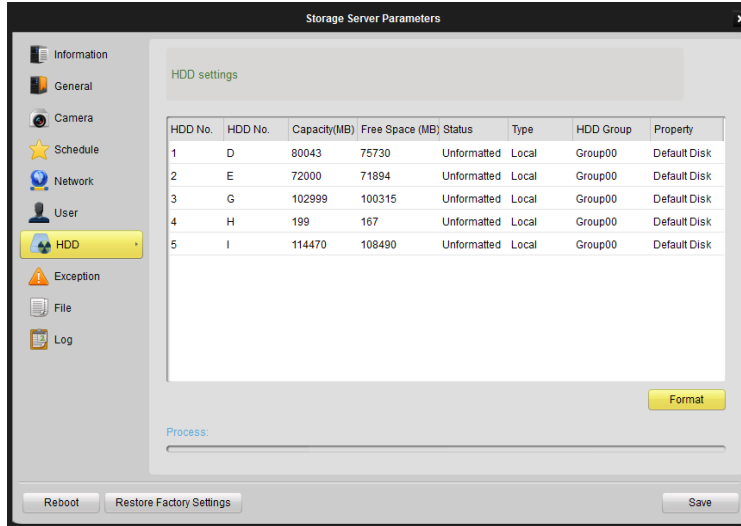 Storage Server Parameters
Information
General
Camera
Schedule
Network
User
HDD
Exception
File
Log
HDD settings
HDD No. HDD No. Capacity(MB) Free Space (MB) Status Type HDD Group Property
1 D 80043 75730 Unformatted Local Group00 Default Disk
2 E 72000 71894 Unformatted Local Group00 Default Disk
3 G 102999 100315 Unformatted Local Group00 Default Disk
4 H 199 167 Unformatted Local Group00 Default Disk
5 I 114470 108490 Unformatted Local Group00 Default Disk
Format
Process:
Reboot Restore Factory Settings Save